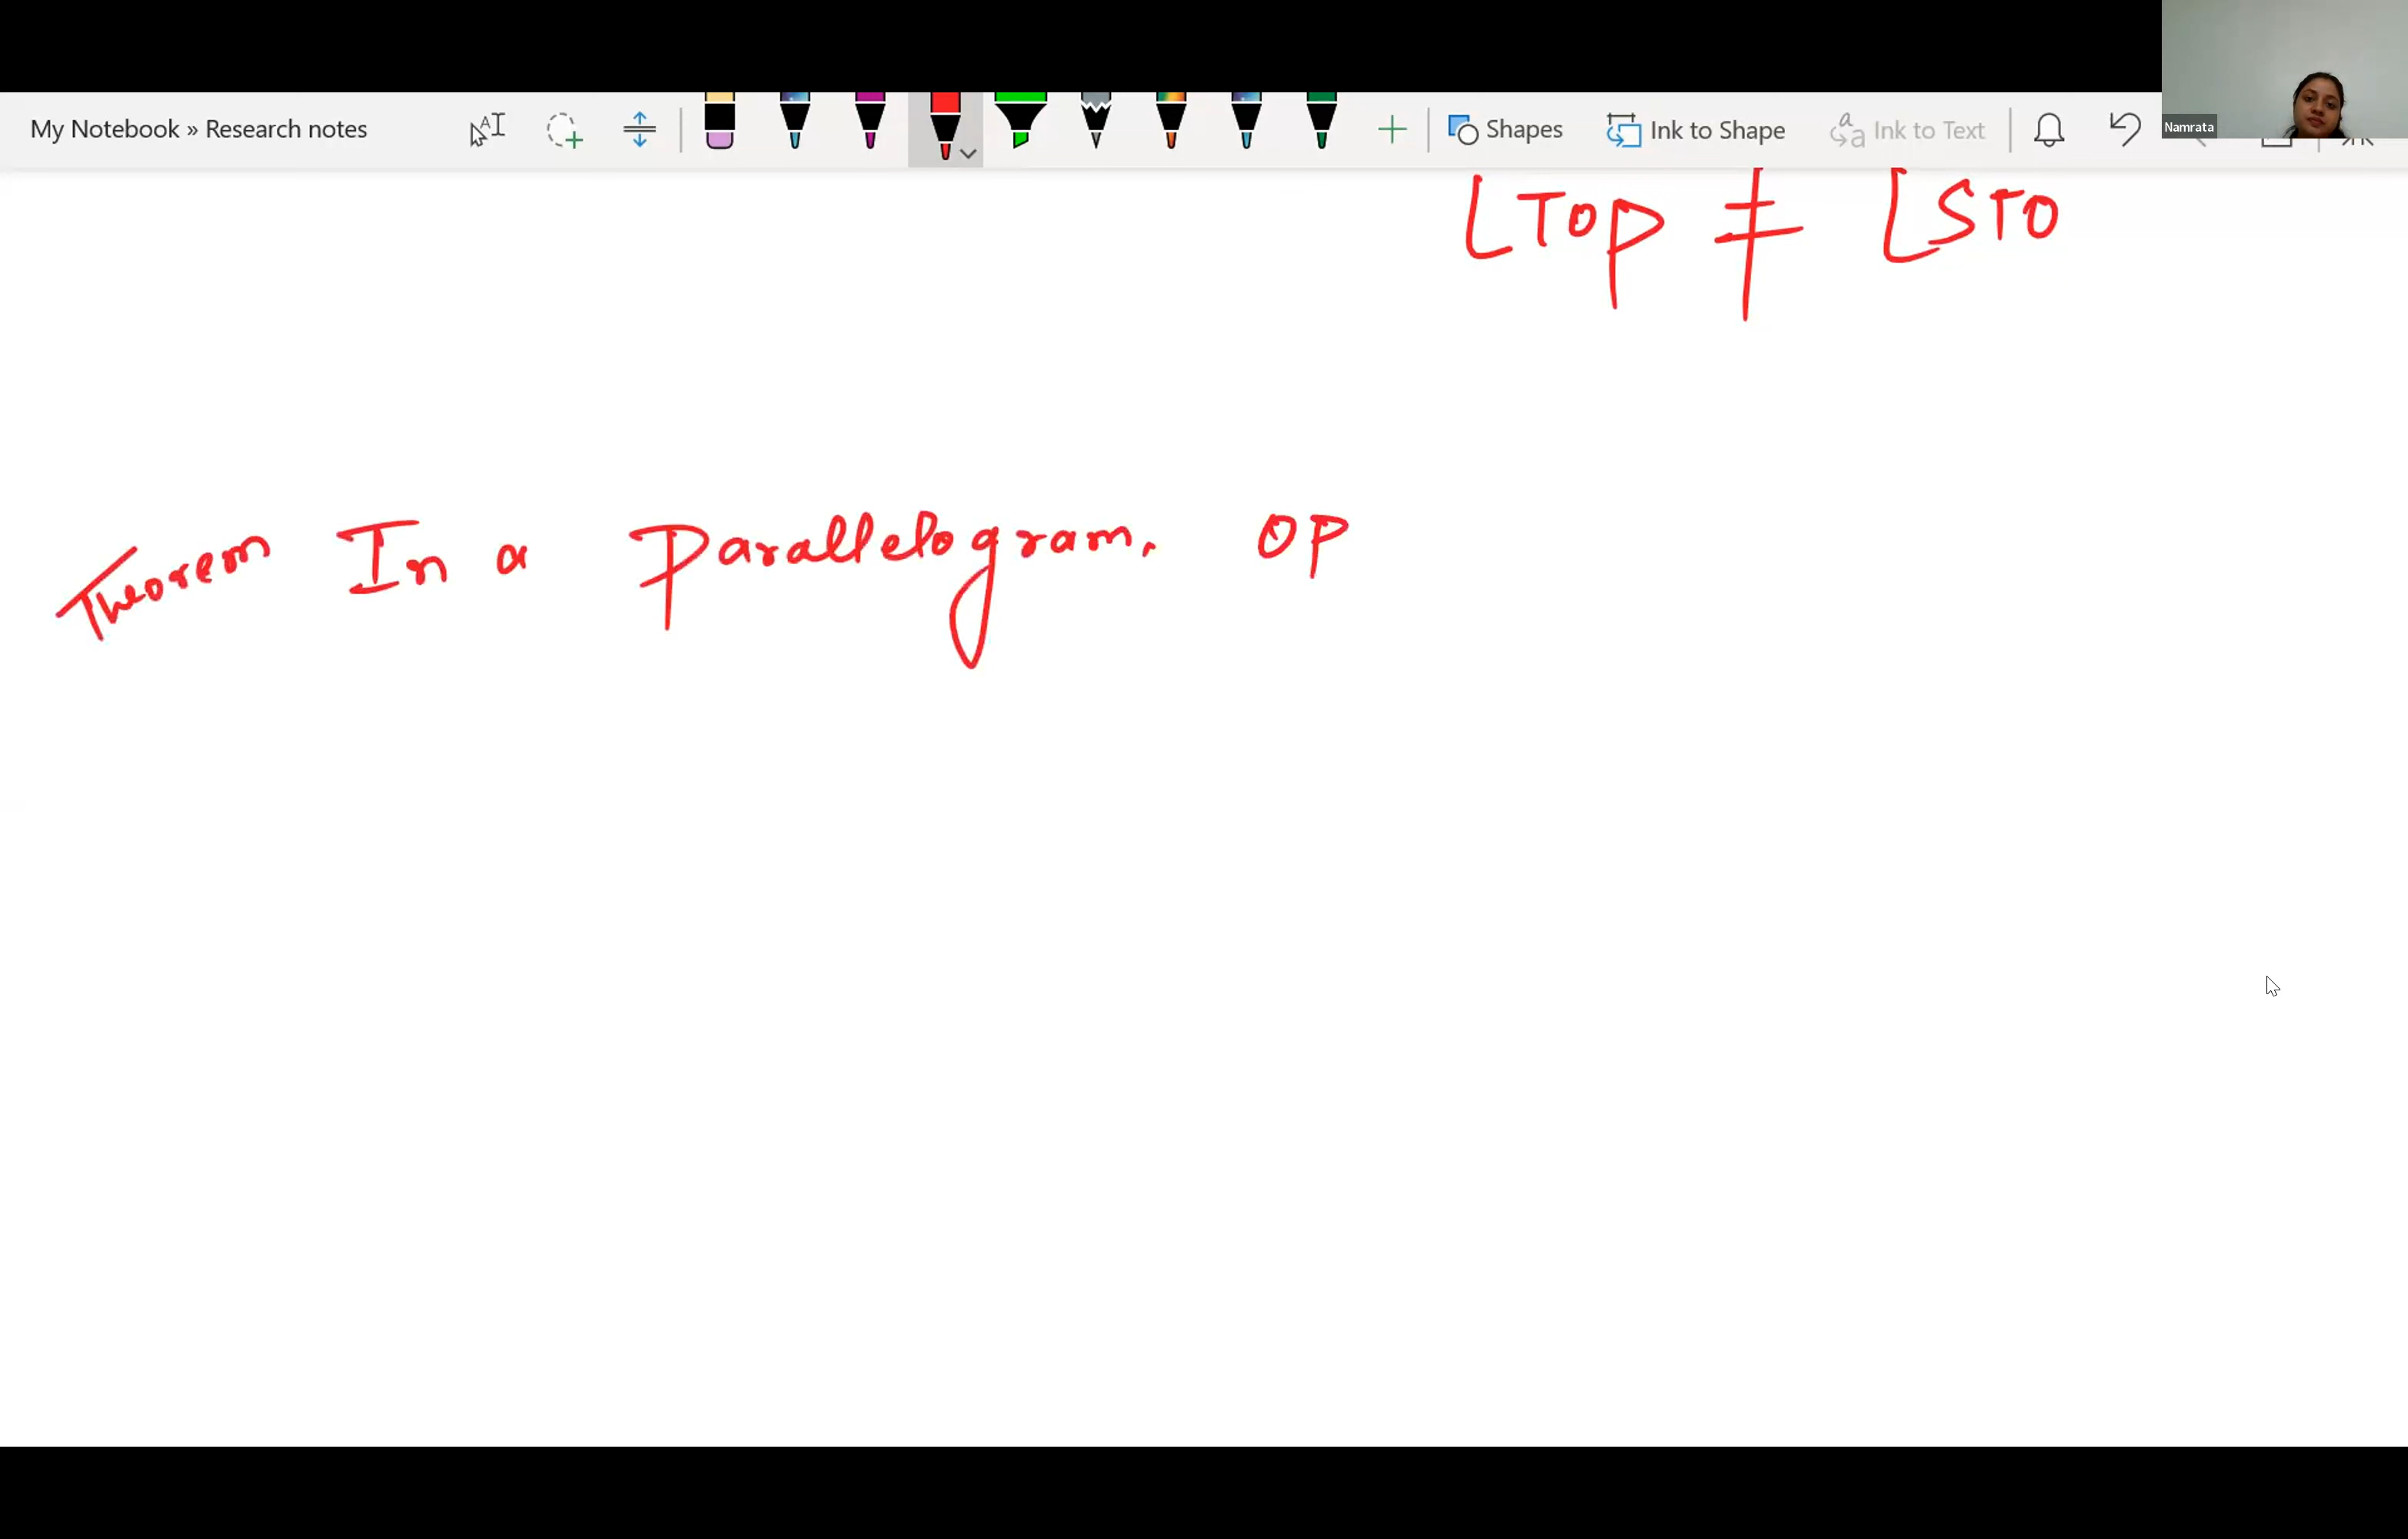 Namrata
My Notebook » Research notes
Shapes
Ink to Shape
Ink to Text
∠TOP ≠ ∠STO
Theorem In a Parallelogram, OP